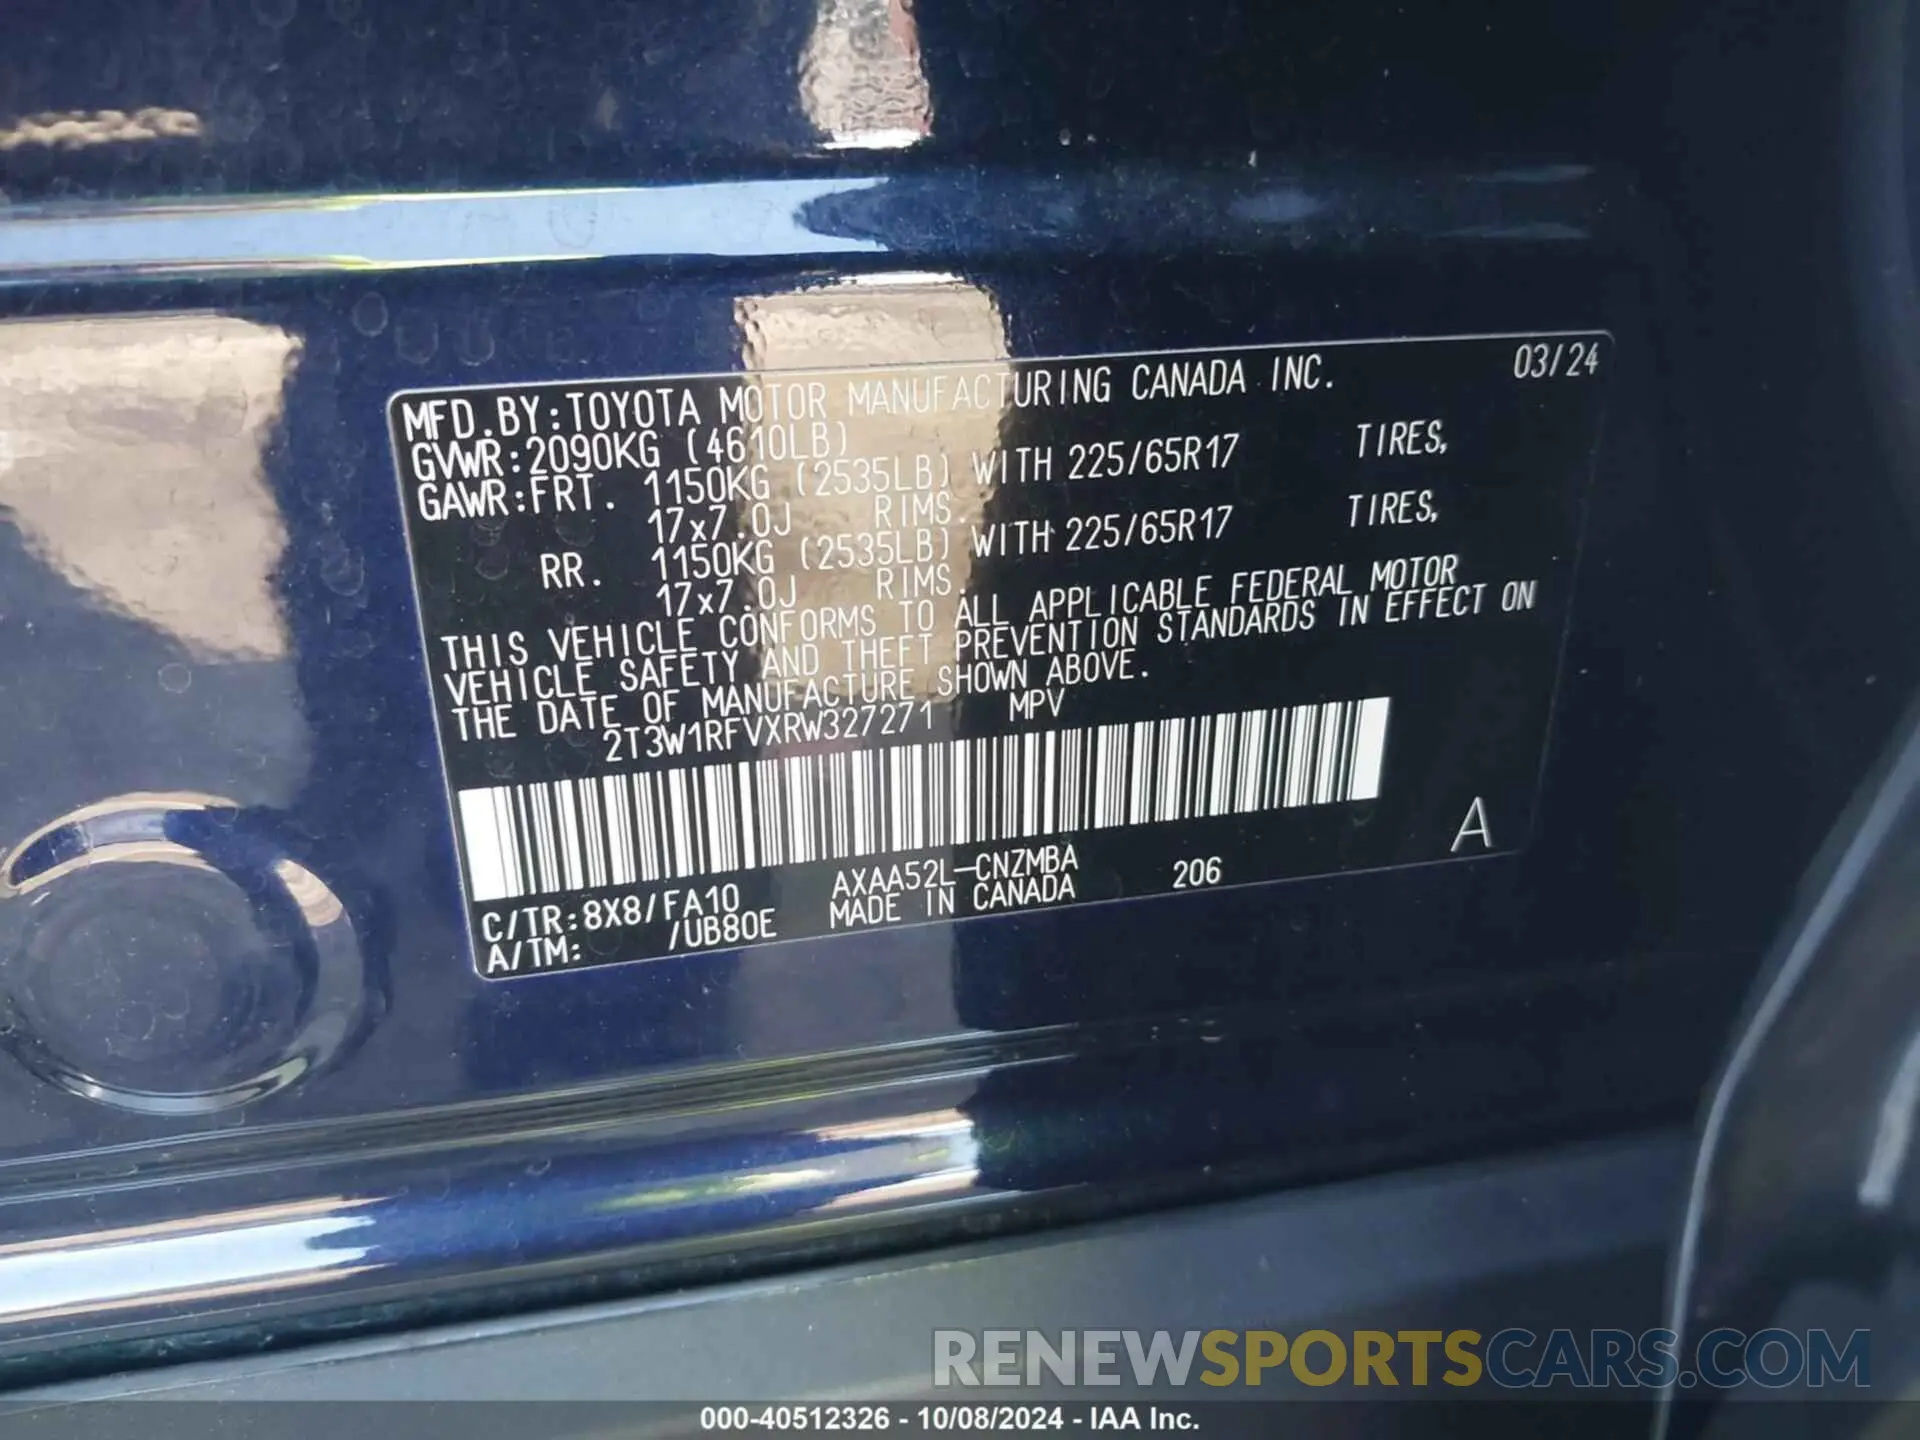 MFD.BY:TOYOTA MOTOR MANUFACTURING CANADA INC. 03/24
GVWR:2090KG (4610LB)
GAWR:FRT. 1150KG (2535LB) WITH 225/65R17 TIRES,
17x7.0J RIMS.
RR. 1150KG (2535LB) WITH 225/65R17 TIRES,
17x7.0J RIMS.
THIS VEHICLE CONFORMS TO ALL APPLICABLE FEDERAL MOTOR
VEHICLE SAFETY AND THEFT PREVENTION STANDARDS IN EFFECT ON
THE DATE OF MANUFACTURE SHOWN ABOVE.
2T3W1RFVXRW327271 MPV
A
C/TR:8X8/FA10 AXAA52L-CNZMBA 206
A/TM: /UB80E MADE IN CANADA
RENEWSPORTSCARS.COM
000-40512326 - 10/08/2024 - IAA Inc.